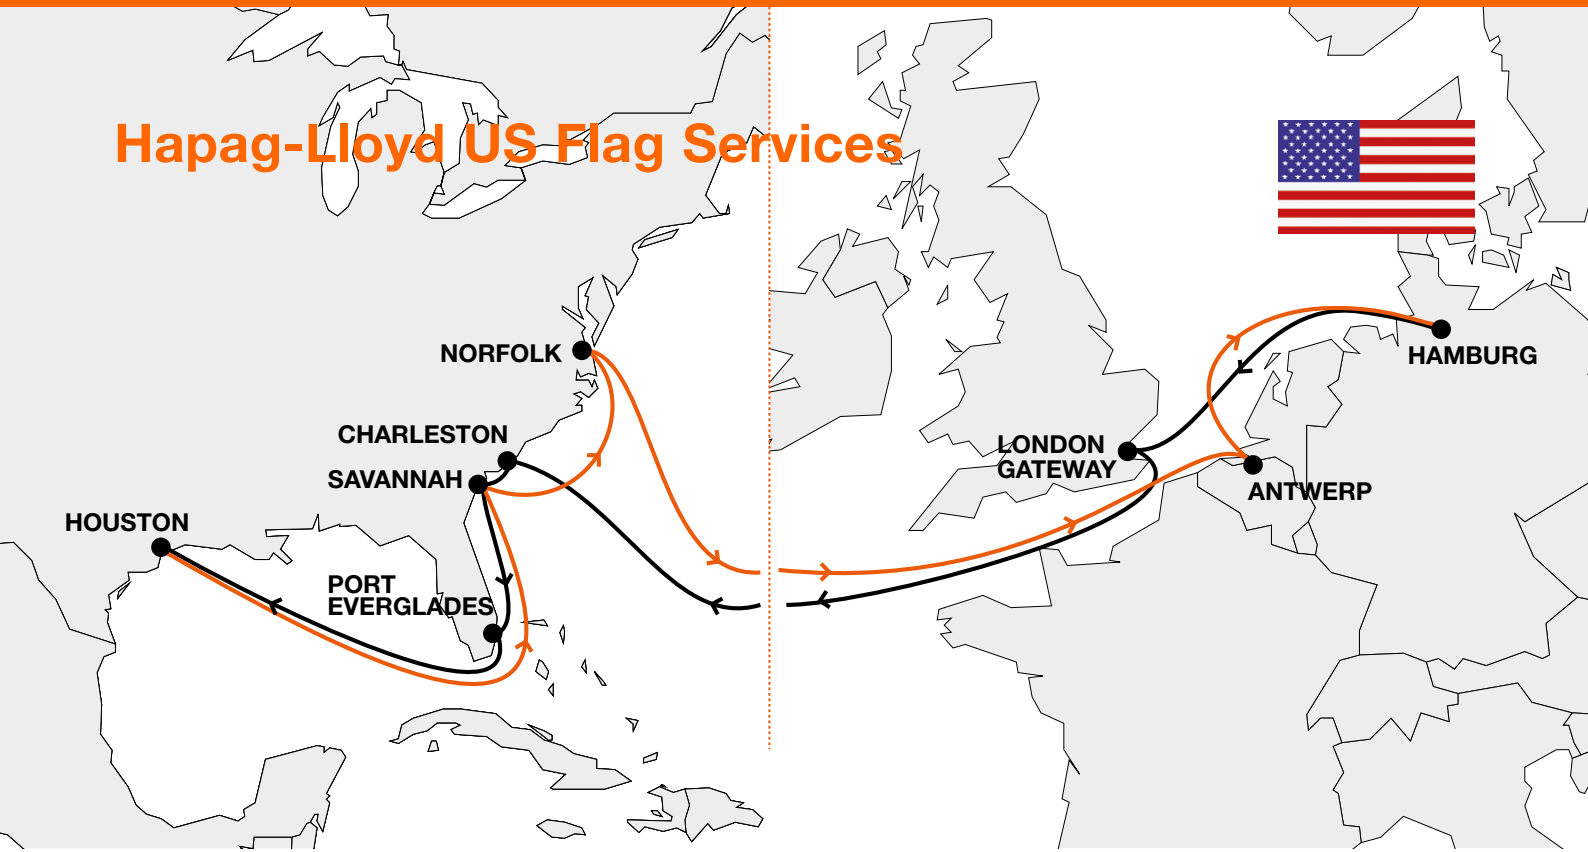 Hapag-Lloyd US Flag Services
NORFOLK
CHARLESTON
SAVANNAH
HOUSTON
PORT
EVERGLADES
HAMBURG
LONDON
GATEWAY
ANTWERP